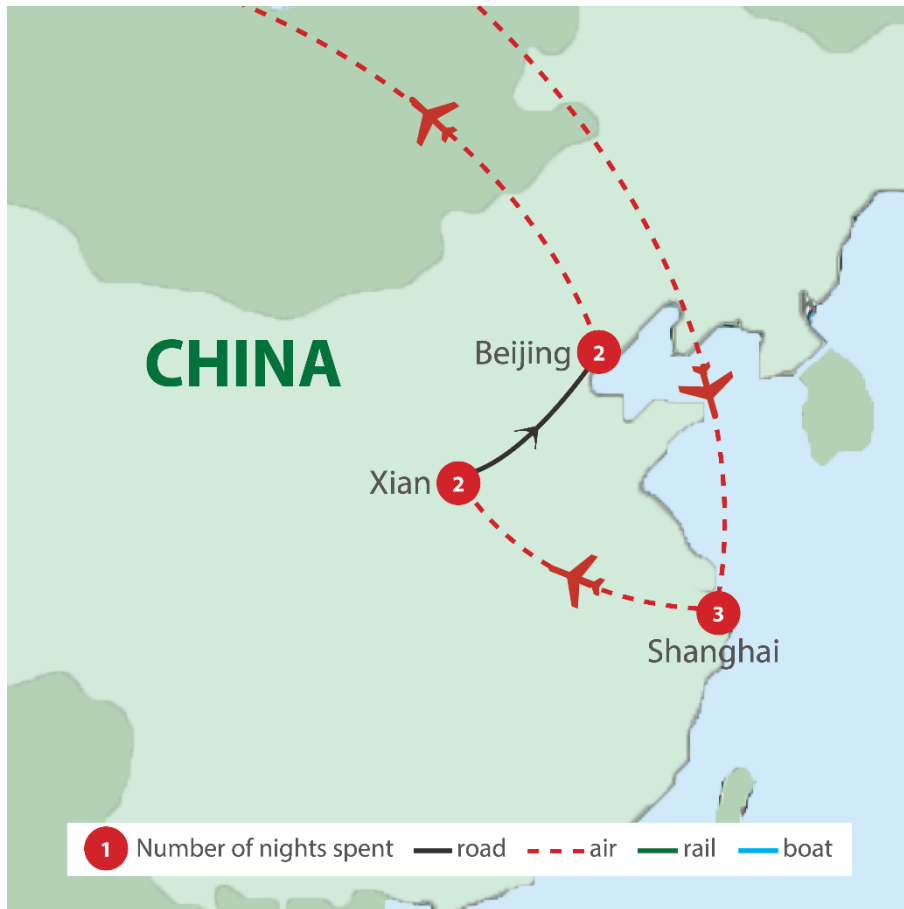 CHINA
Beijing 2
Xian 2
3
Shanghai
1 Number of nights spent road air rail boat